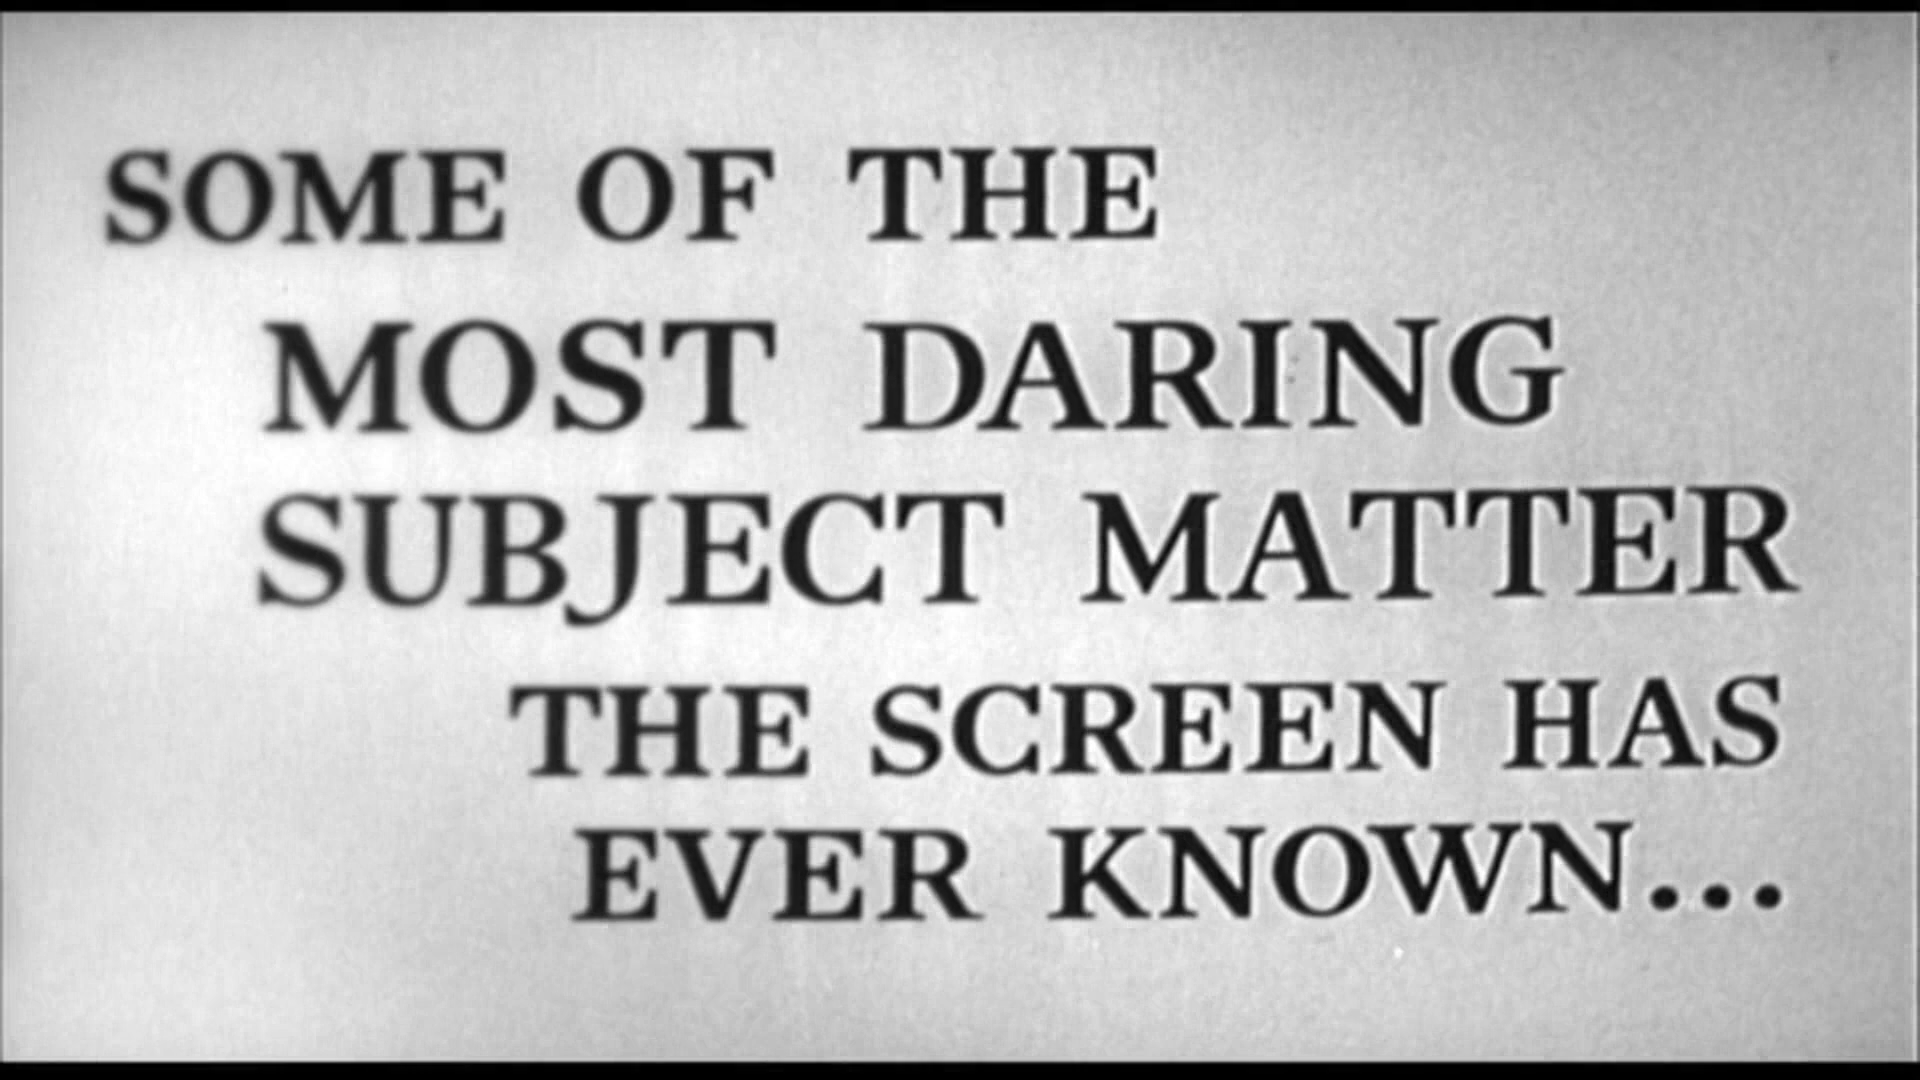 SOME OF THE
MOST DARING
SUBJECT MATTER
THE SCREEN HAS
EVER KNOWN...